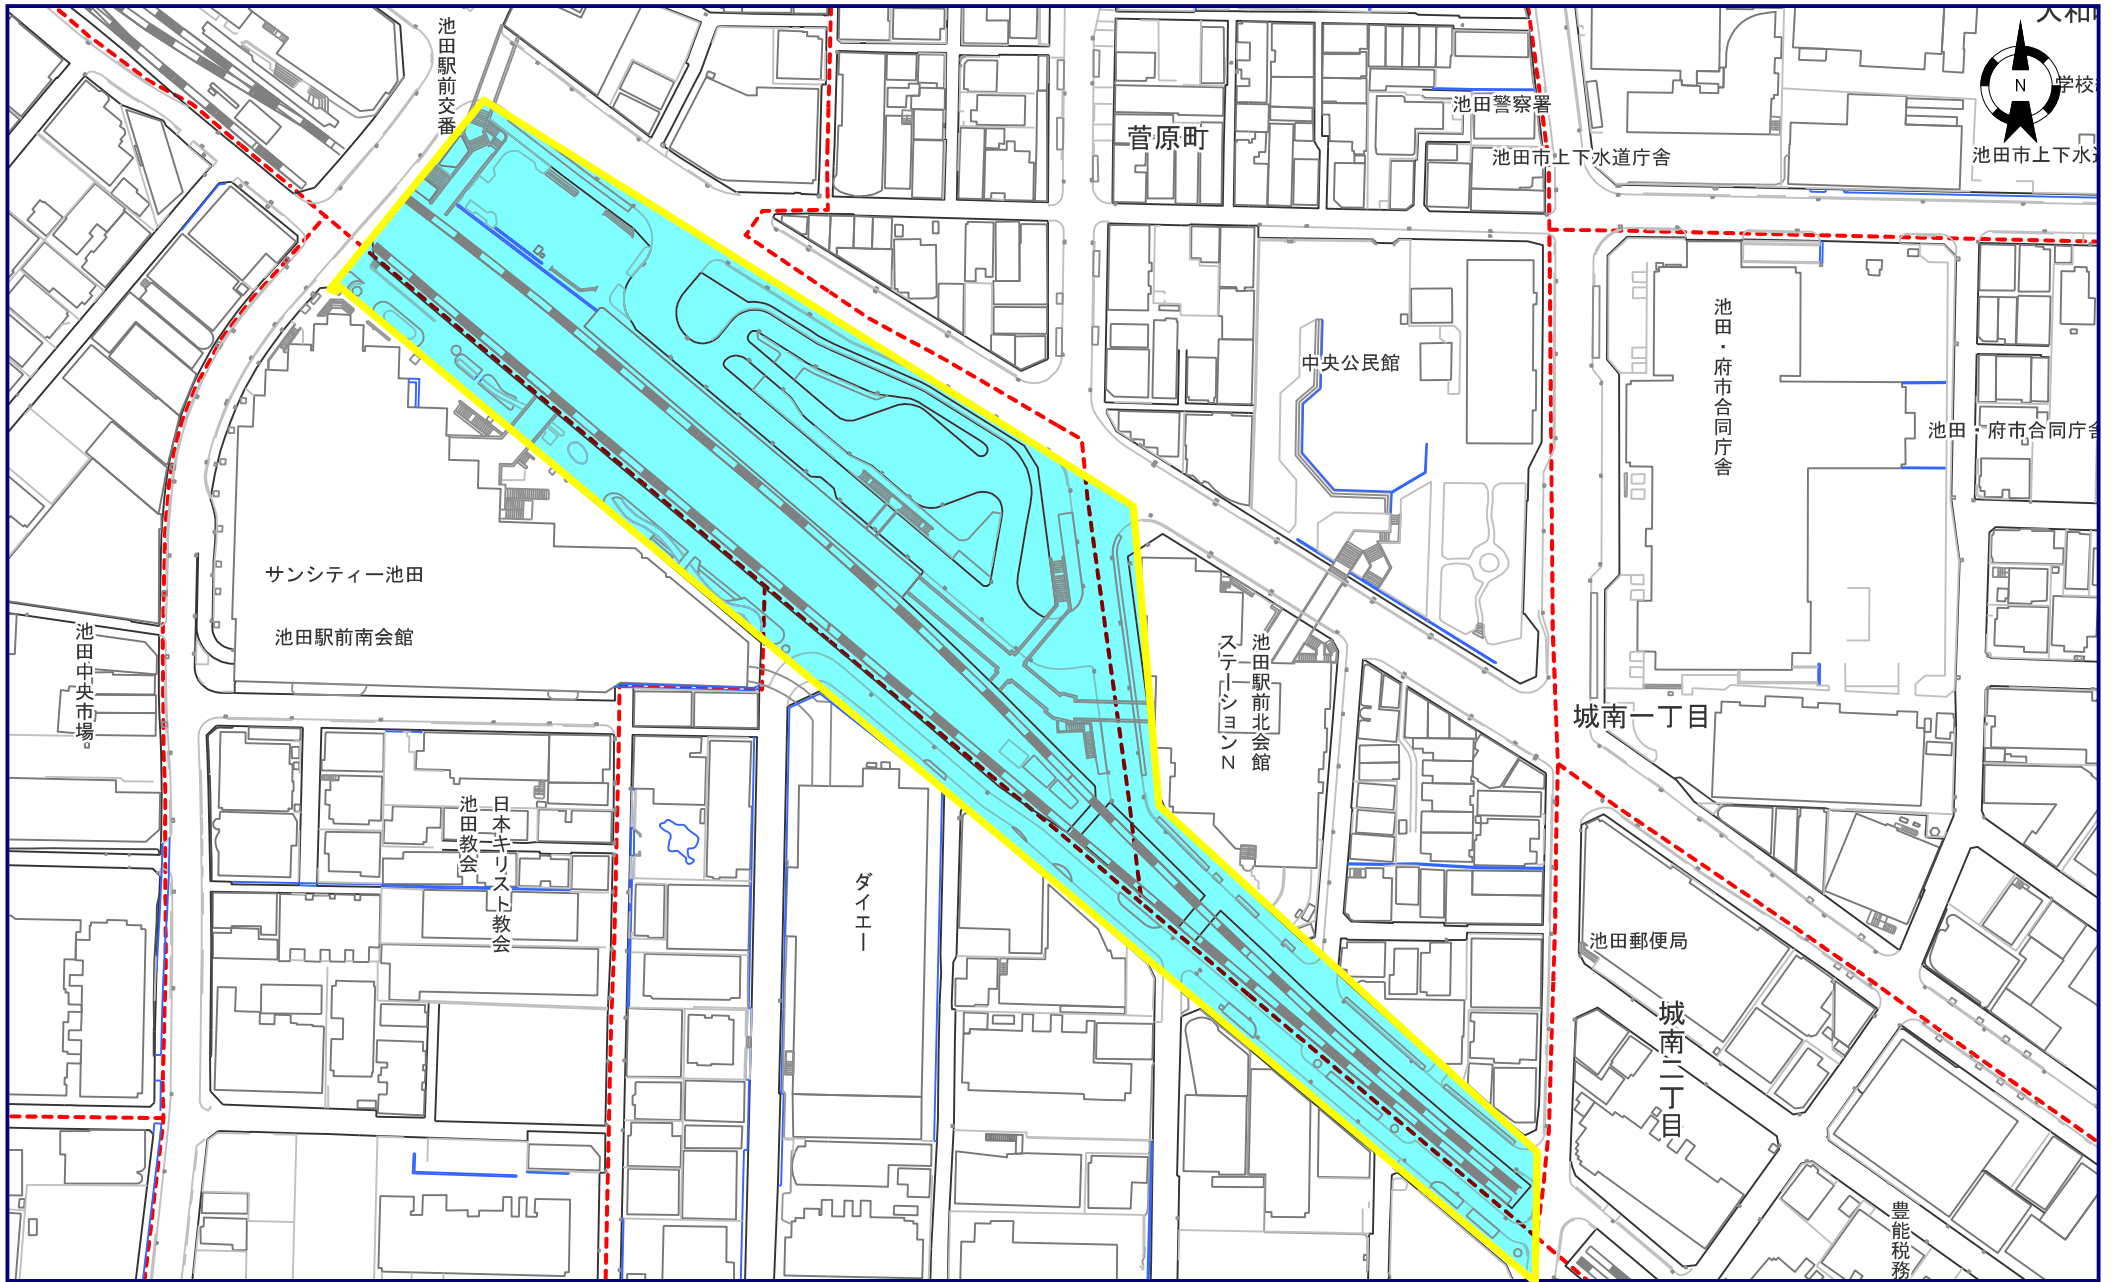 池田駅前交番
菅原町
池田警察署
池田市上下水道庁舎
N
池田市上下水
中央公民館
池田・府市合同庁舎
池田・府市合同庁舎
サンシティー池田
池田駅前南会館
池田中央市場
池田駅前北会館
ステーションN
城南一丁目
日本キリスト教会
池田教会
ダイエー
池田郵便局
城南二丁目
豊能税務